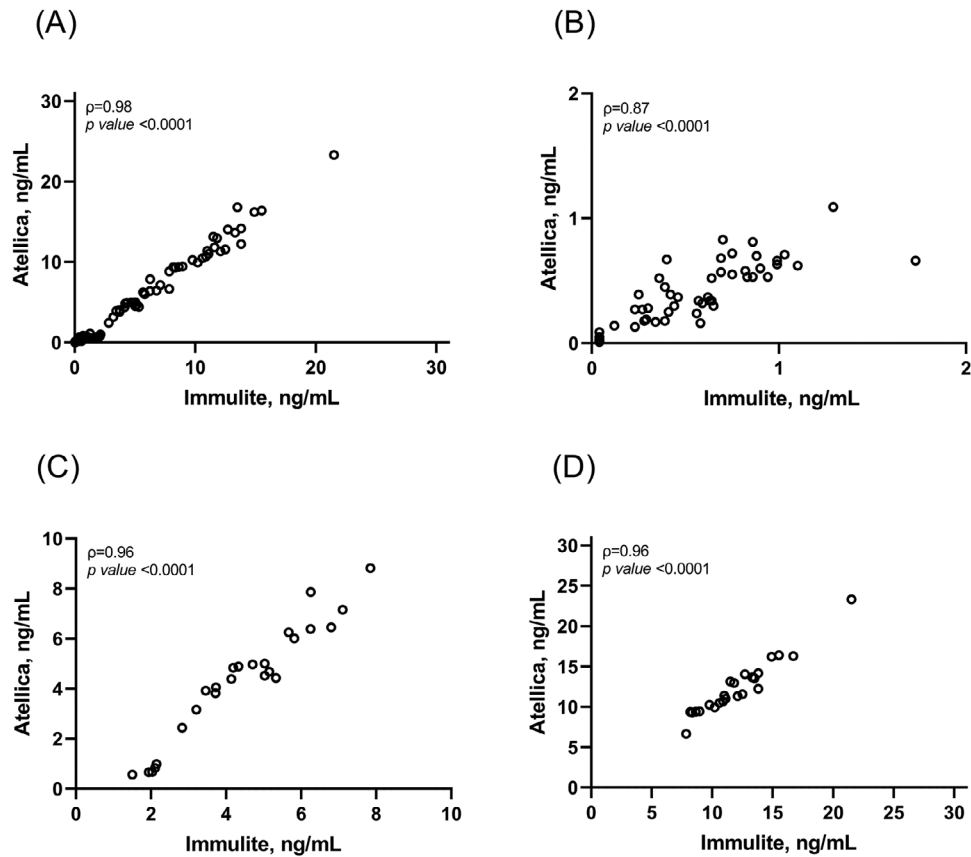 (A)
(B)
ρ=0.98
p value <0.0001
Atellica, ng/mL
30
20
10
0
0
10
20
30
Immulite, ng/mL
ρ=0.87
p value <0.0001
Atellica, ng/mL
2
1
0
0
1
2
Immulite, ng/mL
(C)
(D)
ρ=0.96
p value <0.0001
Atellica, ng/mL
10
8
6
4
2
0
0
2
4
6
8
10
Immulite, ng/mL
ρ=0.96
p value <0.0001
Atellica, ng/mL
30
25
20
15
10
5
0
0
5
10
15
20
25
30
Immulite, ng/mL